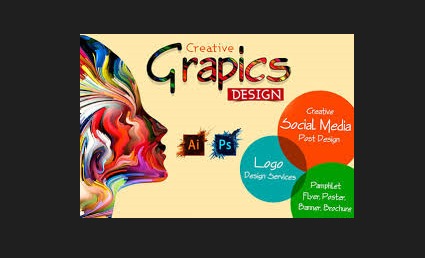 Creative
Grapics
DESIGN
Ai
Ps
Creative
Social Media
Post Design
Logo
Design Services
Pamphlet
Flyer, Poster,
Banner, Brochure